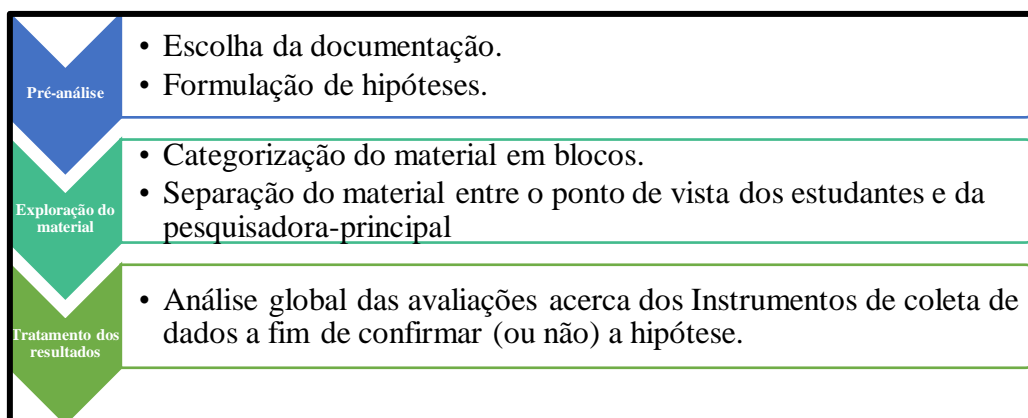 Pré-análise
• Escolha da documentação.
• Formulação de hipóteses.
Exploração do
material
• Categorização do material em blocos.
• Separação do material entre o ponto de vista dos estudantes e da
pesquisadora-principal
Tratamento dos
resultados
• Análise global das avaliações acerca dos Instrumentos de coleta de
dados a fim de confirmar (ou não) a hipótese.